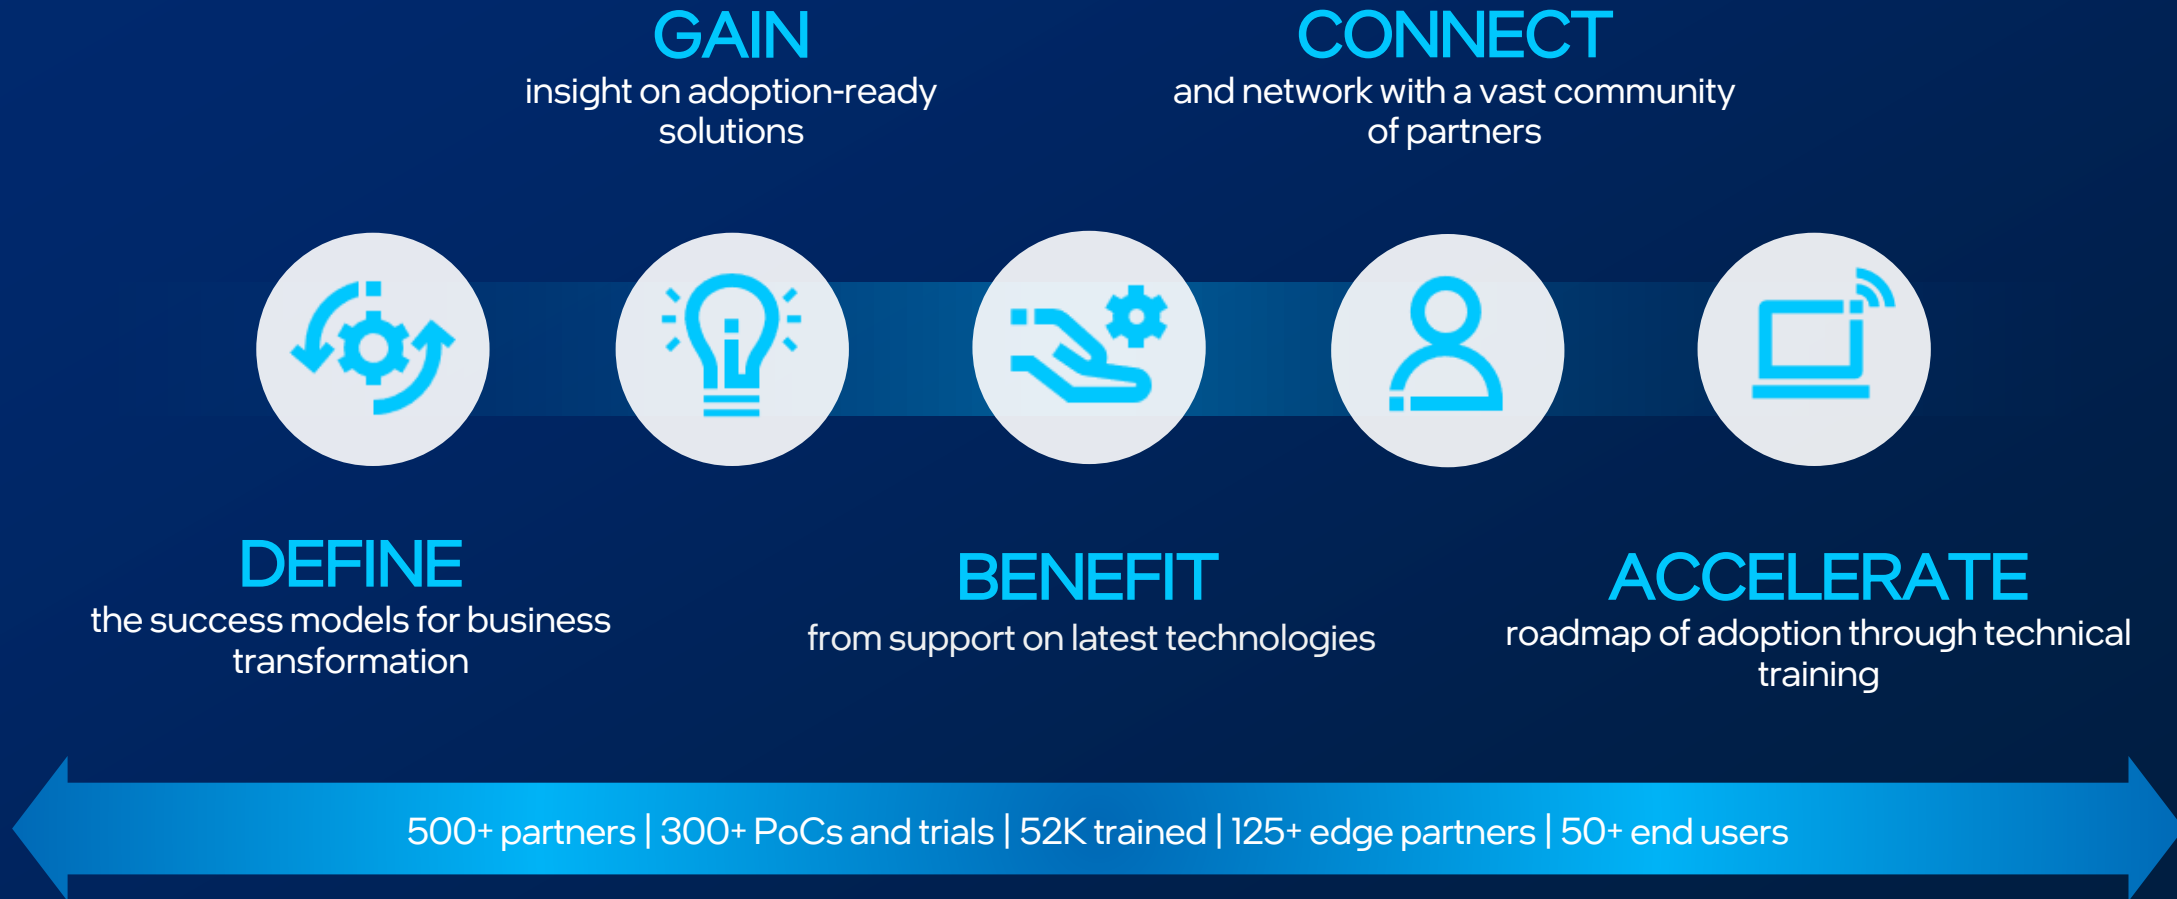 GAIN
insight on adoption-ready
solutions
CONNECT
and network with a vast community
of partners
DEFINE
the success models for business
transformation
BENEFIT
from support on latest technologies
ACCELERATE
roadmap of adoption through technical
training
500+ partners | 300+ PoCs and trials | 52K trained | 125+ edge partners | 50+ end users